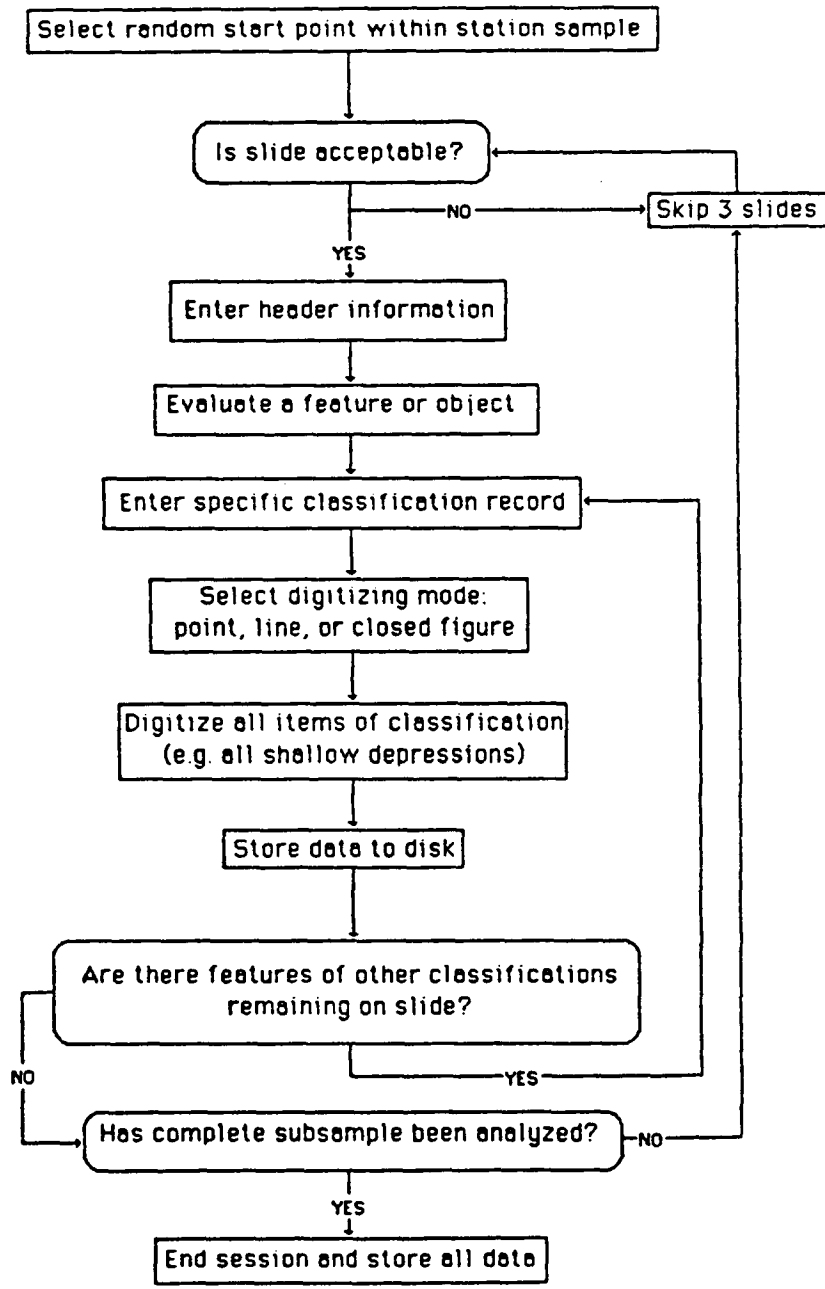 Select random start point within station sample
Is slide acceptable?
NO
Skip 3 slides
YES
Enter header information
Evaluate a feature or object
Enter specific classification record
Select digitizing mode:
point, line, or closed figure
Digitize all items of classification
(e.g. all shallow depressions)
Store data to disk
Are there features of other classifications
remaining on slide?
NO
YES
Has complete subsample been analyzed?
NO
YES
End session and store all data